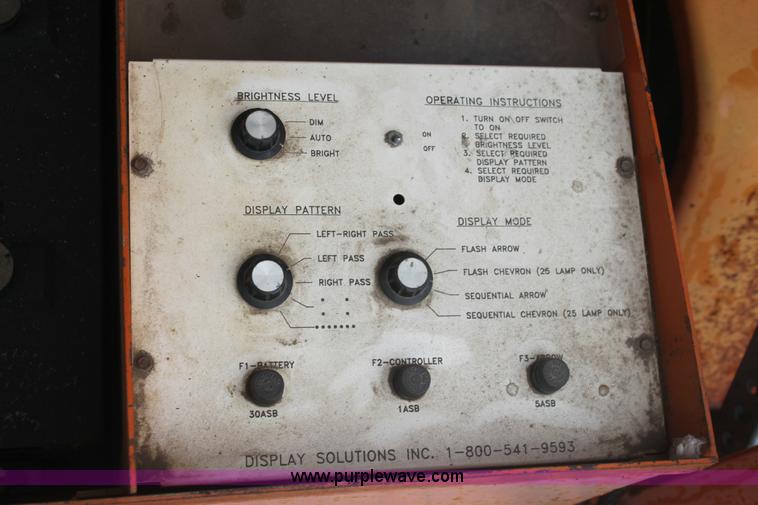 BRIGHTNESS LEVEL
DIM
AUTO
BRIGHT
ON
OFF
OPERATING INSTRUCTIONS
1. TURN ON OFF SWITCH
TO ON
2. SELECT REQUIRED
BRIGHTNESS LEVEL
3. SELECT REQUIRED
DISPLAY PATTERN
4. SELECT REQUIRED
DISPLAY MODE
DISPLAY PATTERN
LEFT-RIGHT PASS
LEFT PASS
RIGHT PASS
DISPLAY MODE
FLASH ARROW
FLASH CHEVRON (25 LAMP ONLY)
SEQUENTIAL ARROW
SEQUENTIAL CHEVRON (25 LAMP ONLY)
F1-BATTERY
30ASB
F2-CONTROLLER
1ASB
F3-ARROW
5ASB
DISPLAY SOLUTIONS INC. 1-800-541-9593
www.purplewave.com